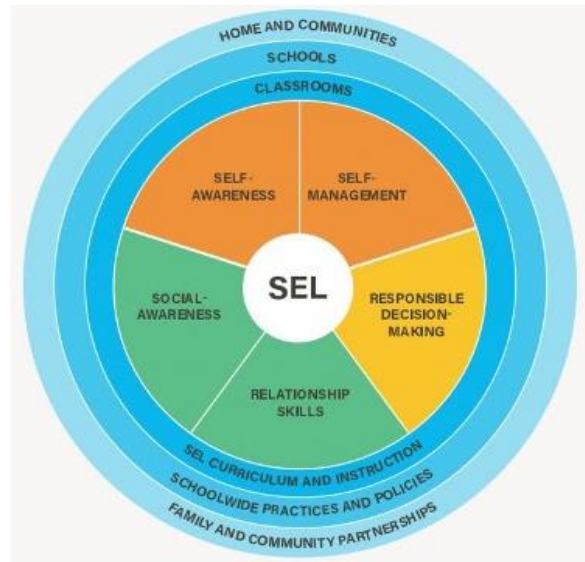 HOME AND COMMUNITIES
SCHOOLS
CLASSROOMS
SELF-
AWARENESS
SELF-
MANAGEMENT
SEL
SOCIAL-
AWARENESS
RESPONSIBLE
DECISION-
MAKING
RELATIONSHIP
SKILLS
SEL CURRICULUM AND INSTRUCTION
SCHOOLWIDE PRACTICES AND POLICIES
FAMILY AND COMMUNITY PARTNERSHIPS